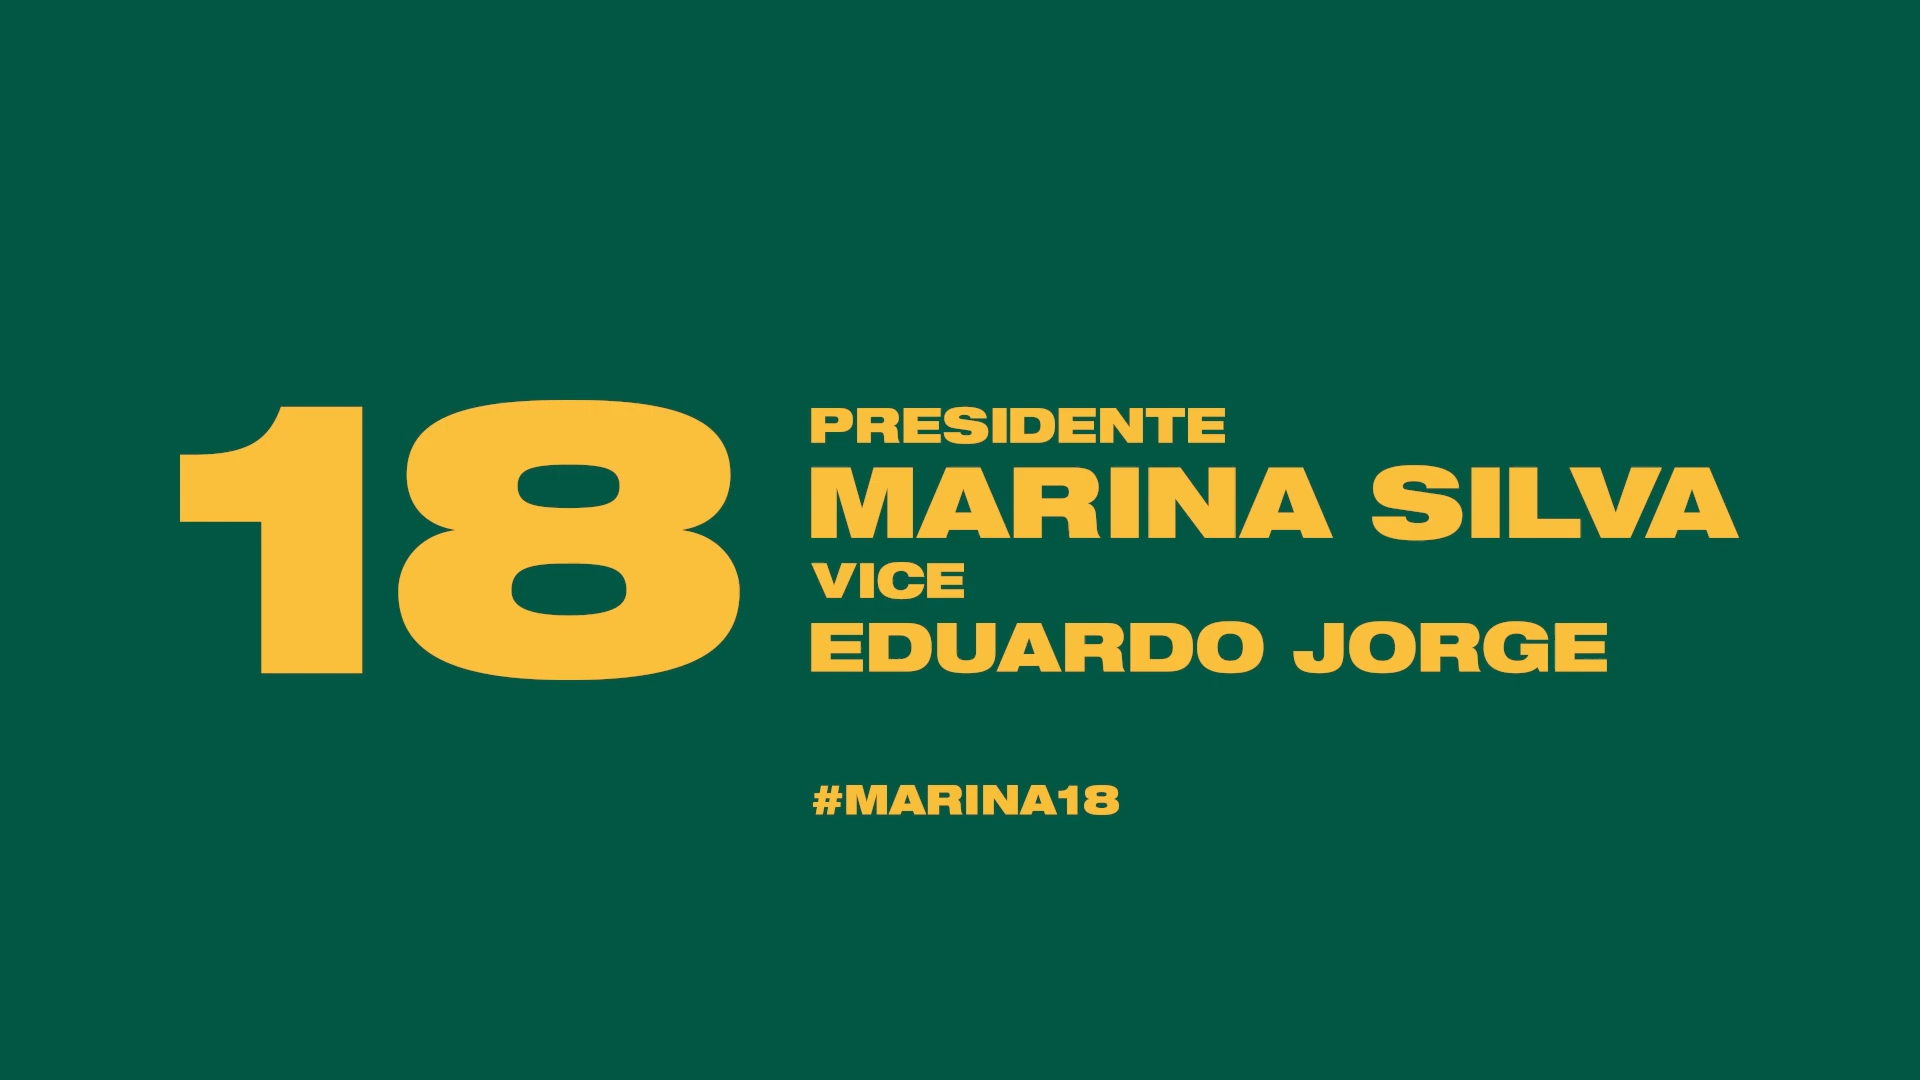 18
PRESIDENTE
MARINA SILVA
VICE
EDUARDO JORGE
#MARINA18